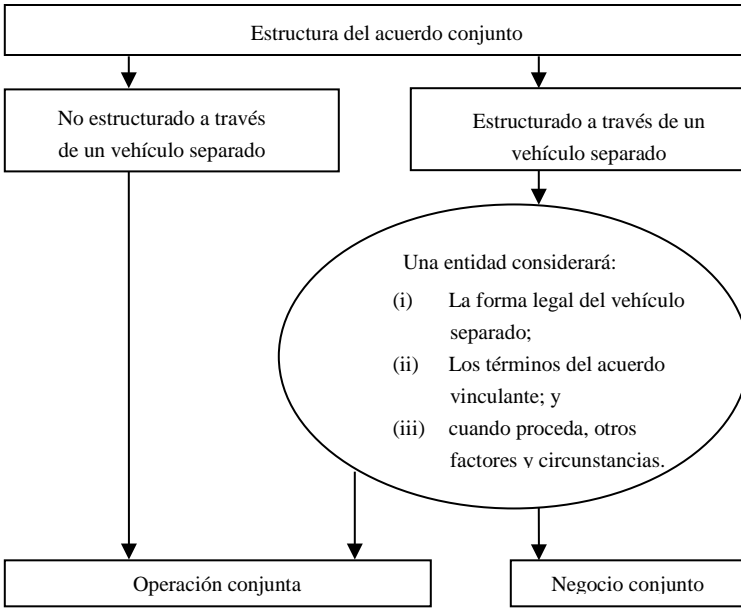 Estructura del acuerdo conjunto
No estructurado a través
de un vehículo separado
Estructurado a través de un
vehículo separado
Una entidad considerará:
(i) La forma legal del vehículo
separado;
(ii) Los términos del acuerdo
vinculante; y
(iii) cuando proceda, otros
factores y circunstancias.
Operación conjunta
Negocio conjunto